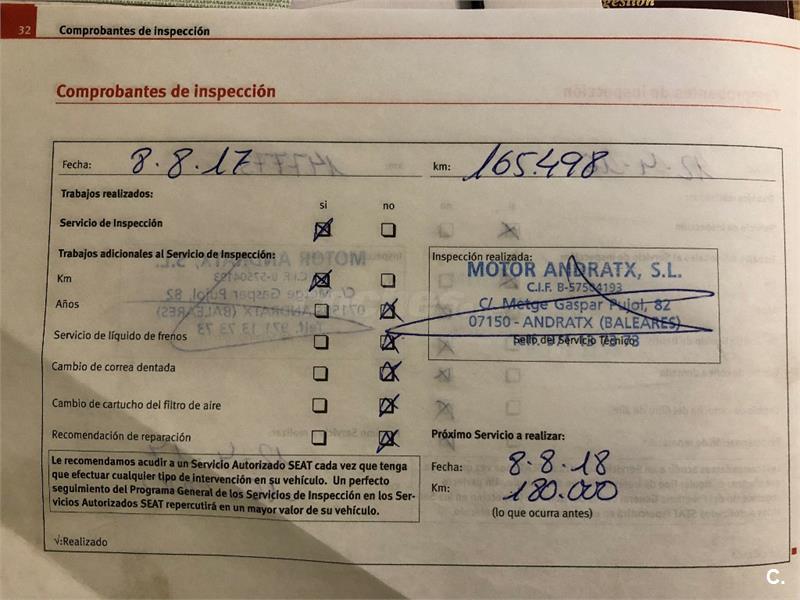 gestión
32 Comprobantes de inspección
Comprobantes de inspección
Fecha: 8.8.17 km: 165.498
Trabajos realizados:
si no
Servicio de Inspección
Trabajos adicionales al Servicio de Inspección:
Km
Años
Servicio de líquido de frenos
Cambio de correa dentada
Cambio de cartucho del filtro de aire
Recomendación de reparación
Inspección realizada:
MOTOR ANDRATX, S.L.
C.I.F. B-57504193
C/. Metge Gaspar Pujol, 82
07150 - ANDRATX (BALEARES)
Sello del Servicio Técnico
Próximo Servicio a realizar:
Fecha: 8.8.18
Km: 180.000
(lo que ocurra antes)
Le recomendamos acudir a un Servicio Autorizado SEAT cada vez que tenga
que efectuar cualquier tipo de intervención en su vehículo. Un perfecto
seguimiento del Programa General de los Servicios de Inspección en los Ser-
vicios Autorizados SEAT repercutirá en un mayor valor de su vehículo.
√:Realizado
C.